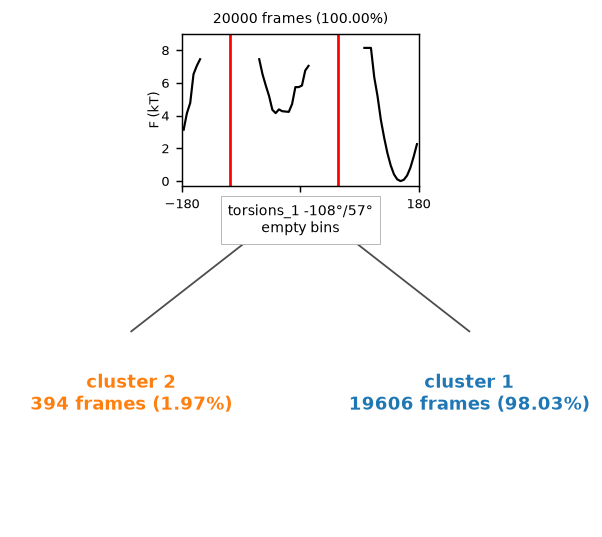 20000 frames (100.00%)
8
6
4
2
0
F (kT)
−180
180
torsions_1 -108°/57°
empty bins
cluster 2
394 frames (1.97%)
cluster 1
19606 frames (98.03%)